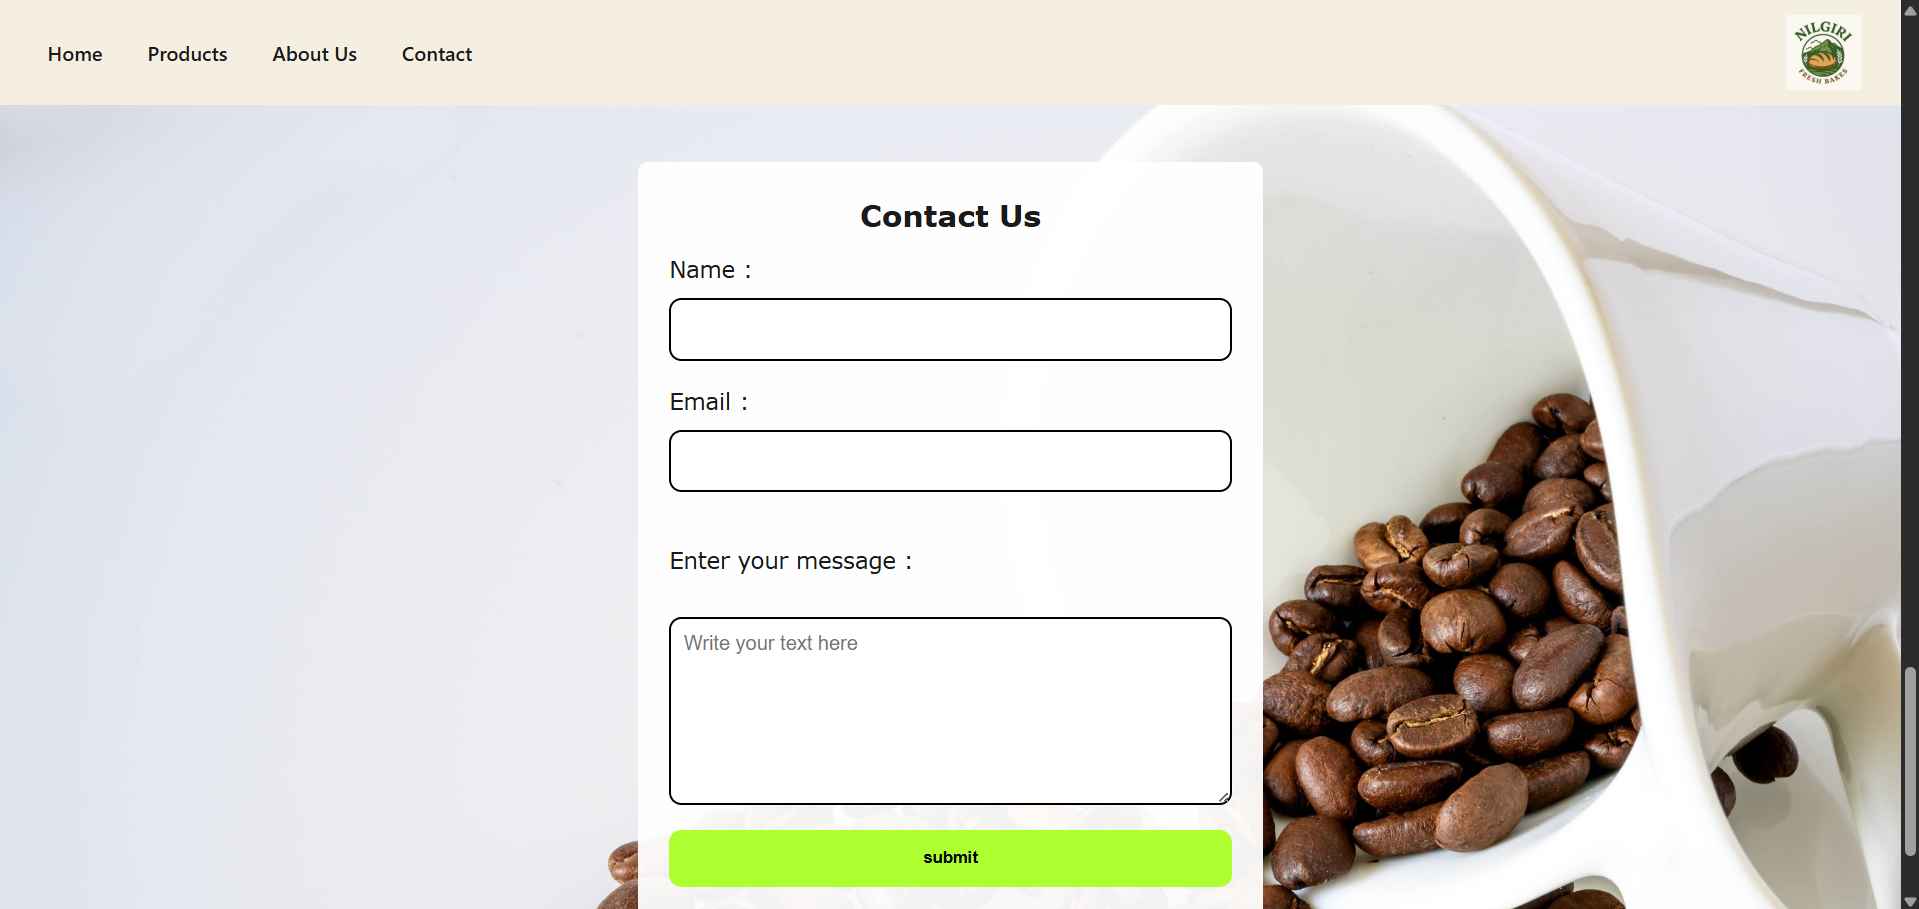 Home
Products
About Us
Contact
NILGIRI
FRESH BAKES
Contact Us
Name :
Email :
Enter your message :
Write your text here
submit